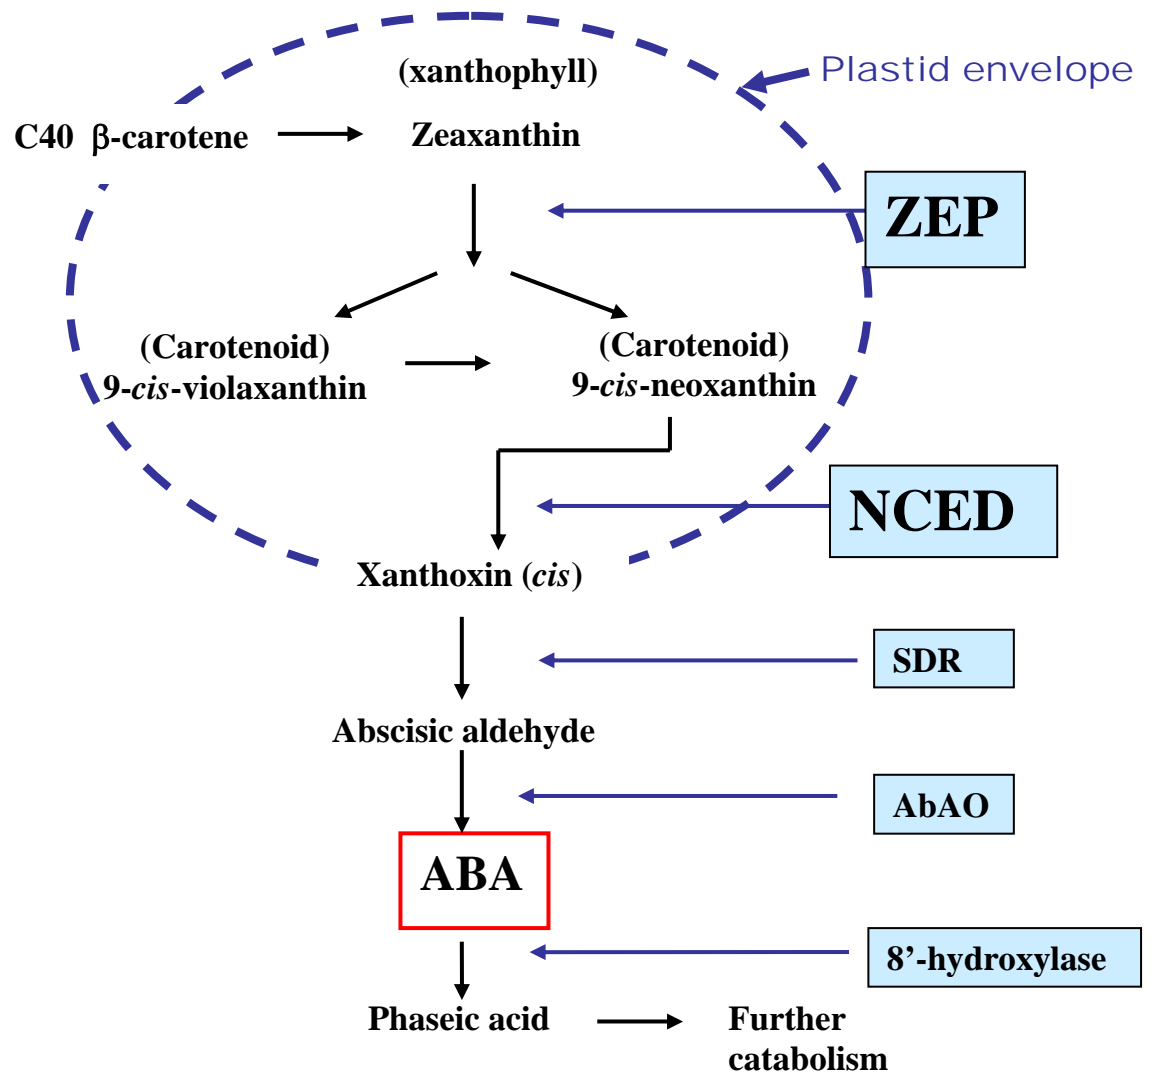 (xanthophyll)
Plastid envelope
C40 β-carotene
Zeaxanthin
ZEP
(Carotenoid)
9-cis-violaxanthin
(Carotenoid)
9-cis-neoxanthin
NCED
Xanthoxin (cis)
SDR
Abscisic aldehyde
AbAO
ABA
8’-hydroxylase
Phaseic acid
Further
catabolism